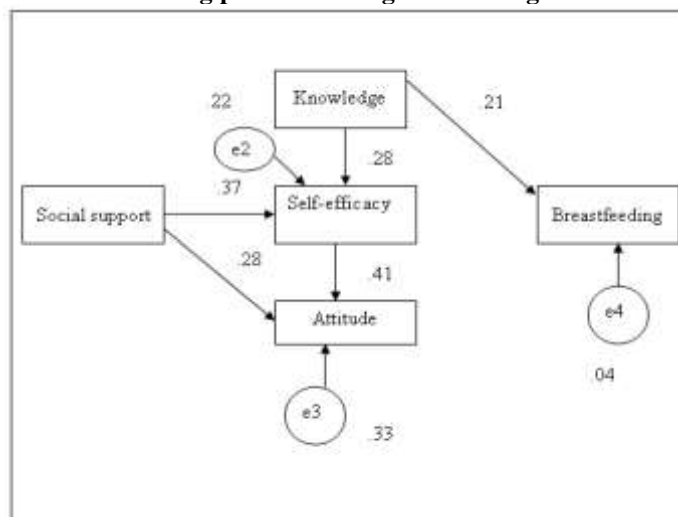 Knowledge
.22
.21
e2
.28
.37
Social support
Self-efficacy
Breastfeeding
.28
.41
Attitude
e4
.04
e3
.33